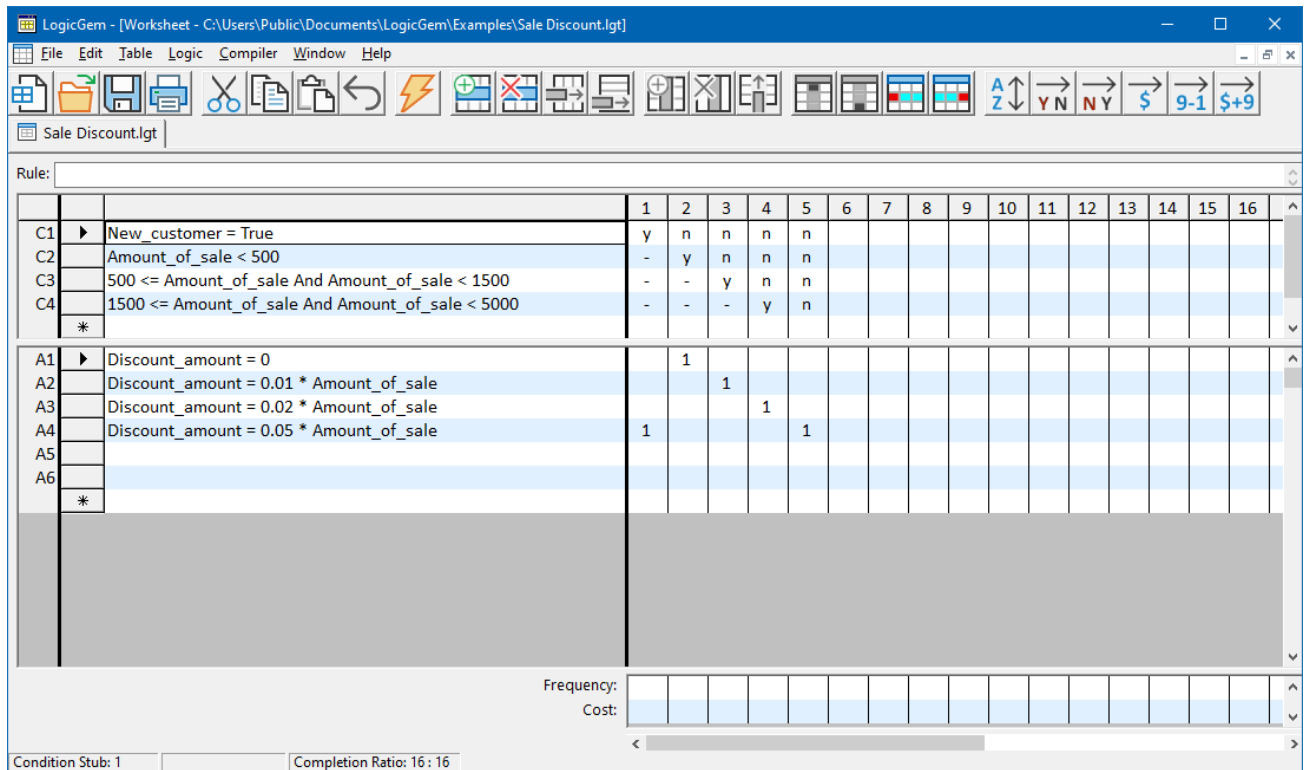 LogicGem - [Worksheet - C:\Users\Public\Documents\LogicGem\Examples\Sale Discount.lgt]
File Edit Table Logic Compiler Window Help
A Z Y N N Y $ 9-1 $+9
Sale Discount.lgt
Rule:
1 2 3 4 5 6 7 8 9 10 11 12 13 14 15 16
C1 New_customer = True y n n n n
C2 Amount_of_sale < 500 - y n n n
C3 500 <= Amount_of_sale And Amount_of_sale < 1500 - - y n n
C4 1500 <= Amount_of_sale And Amount_of_sale < 5000 - - - y n
*
A1 Discount_amount = 0 1
A2 Discount_amount = 0.01 * Amount_of_sale 1
A3 Discount_amount = 0.02 * Amount_of_sale 1
A4 Discount_amount = 0.05 * Amount_of_sale 1 1
A5
A6
*
Frequency:
Cost:
Condition Stub: 1 Completion Ratio: 16 : 16